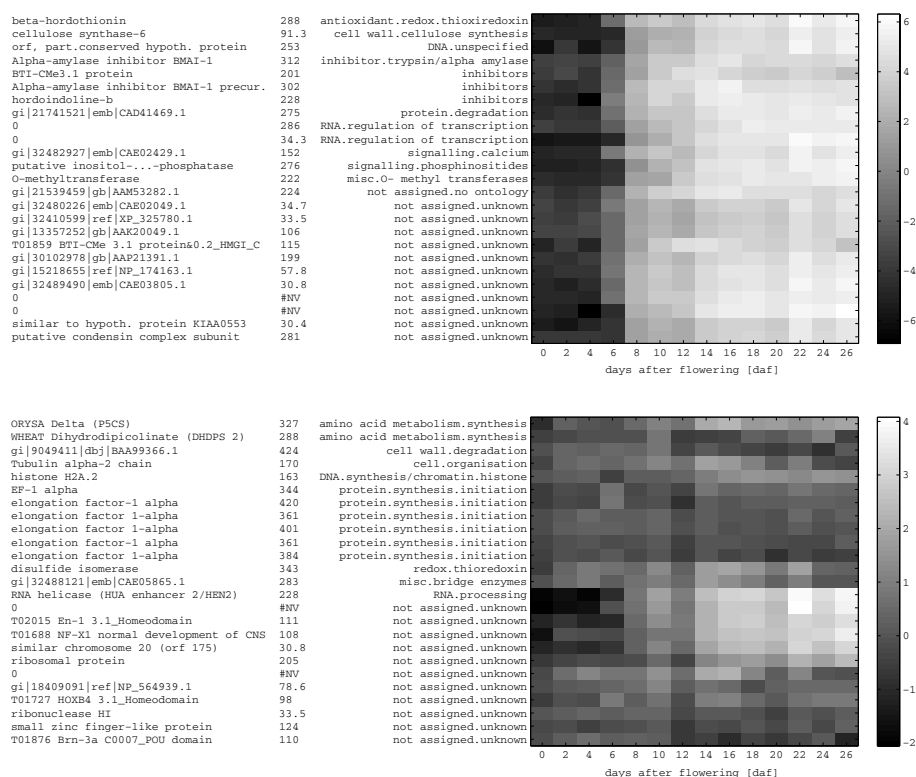 beta-hordothionin 288 antioxidant.redox.thioxiredoxin
cellulose synthase-6 91.3 cell wall.cellulose synthesis
orf, part.conserved hypoth. protein 253 DNA.unspecified
Alpha-amylase inhibitor BMAI-1 312 inhibitor.trypsin/alpha amylase
BTI-CMe3.1 protein 201 inhibitors
Alpha-amylase inhibitor BMAI-1 precur. 302 inhibitors
hordoindoline-b 228 inhibitors
gi|21741521|emb|CAD41469.1 275 protein.degradation
0 286 RNA.regulation of transcription
0 34.3 RNA.regulation of transcription
gi|32482927|emb|CAE02429.1 152 signalling.calcium
putative inositol-...-phosphatase 276 signalling.phosphinositides
O-methyltransferase 222 misc.O- methyl transferases
gi|21539459|gb|AAM53282.1 224 not assigned.no ontology
gi|32480226|emb|CAE02049.1 34.7 not assigned.unknown
gi|32410599|ref|XP_325780.1 33.5 not assigned.unknown
gi|13357252|gb|AAK20049.1 106 not assigned.unknown
T01859 BTI-CMe 3.1 protein&0.2_HMGI_C 115 not assigned.unknown
gi|30102978|gb|AAP21391.1 199 not assigned.unknown
gi|15218655|ref|NP_174163.1 57.8 not assigned.unknown
gi|32489490|emb|CAE03805.1 30.8 not assigned.unknown
0 #NV not assigned.unknown
0 #NV not assigned.unknown
similar to hypoth. protein KIAA0553 30.4 not assigned.unknown
putative condensin complex subunit 281 not assigned.unknown
0 2 4 6 8 10 12 14 16 18 20 22 24 26
days after flowering [daf]
6
4
2
0
−2
−4
−6
ORYSA Delta (P5CS) 327 amino acid metabolism.synthesis
WHEAT Dihydrodipicolinate (DHDPS 2) 288 amino acid metabolism.synthesis
gi|9049411|dbj|BAA99366.1 424 cell wall.degradation
Tubulin alpha-2 chain 170 cell.organisation
histone H2A.2 163 DNA.synthesis/chromatin.histone
EF-1 alpha 344 protein.synthesis.initiation
elongation factor-1 alpha 420 protein.synthesis.initiation
elongation factor 1-alpha 361 protein.synthesis.initiation
elongation factor 1-alpha 401 protein.synthesis.initiation
elongation factor 1-alpha 361 protein.synthesis.initiation
elongation factor 1-alpha 384 protein.synthesis.initiation
disulfide isomerase 343 redox.thioredoxin
gi|32488121|emb|CAE05865.1 283 misc.bridge enzymes
RNA helicase (HUA enhancer 2/HEN2) 228 RNA.processing
0 #NV not assigned.unknown
T02015 En-1 3.1_Homeodomain 111 not assigned.unknown
T01688 NF-X1 normal development of CNS 108 not assigned.unknown
similar chromosome 20 (orf 175) 30.8 not assigned.unknown
ribosomal protein 205 not assigned.unknown
0 #NV not assigned.unknown
gi|18409091|ref|NP_564939.1 78.6 not assigned.unknown
T01727 HOXB4 3.1_Homeodomain 98 not assigned.unknown
ribonuclease HI 33.5 not assigned.unknown
small zinc finger-like protein 124 not assigned.unknown
T01876 Brn-3a C0007_POU domain 110 not assigned.unknown
0 2 4 6 8 10 12 14 16 18 20 22 24 26
days after flowering [daf]
4
3
2
1
0
−1
−2